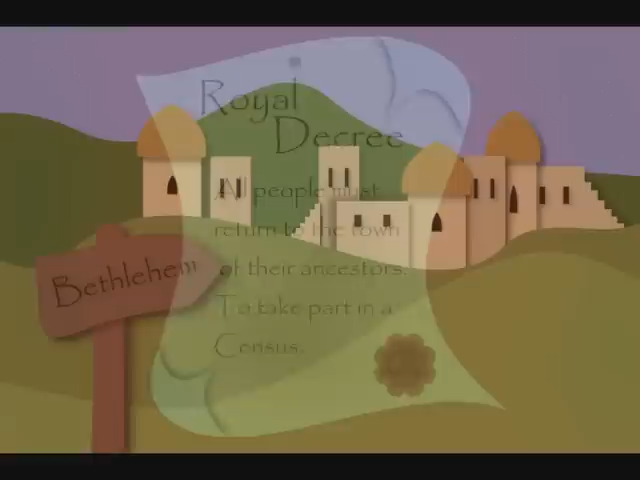 Royal
Decree
All people must
return to the town
of their ancestors.
To take part in a
Census.
Bethlehem